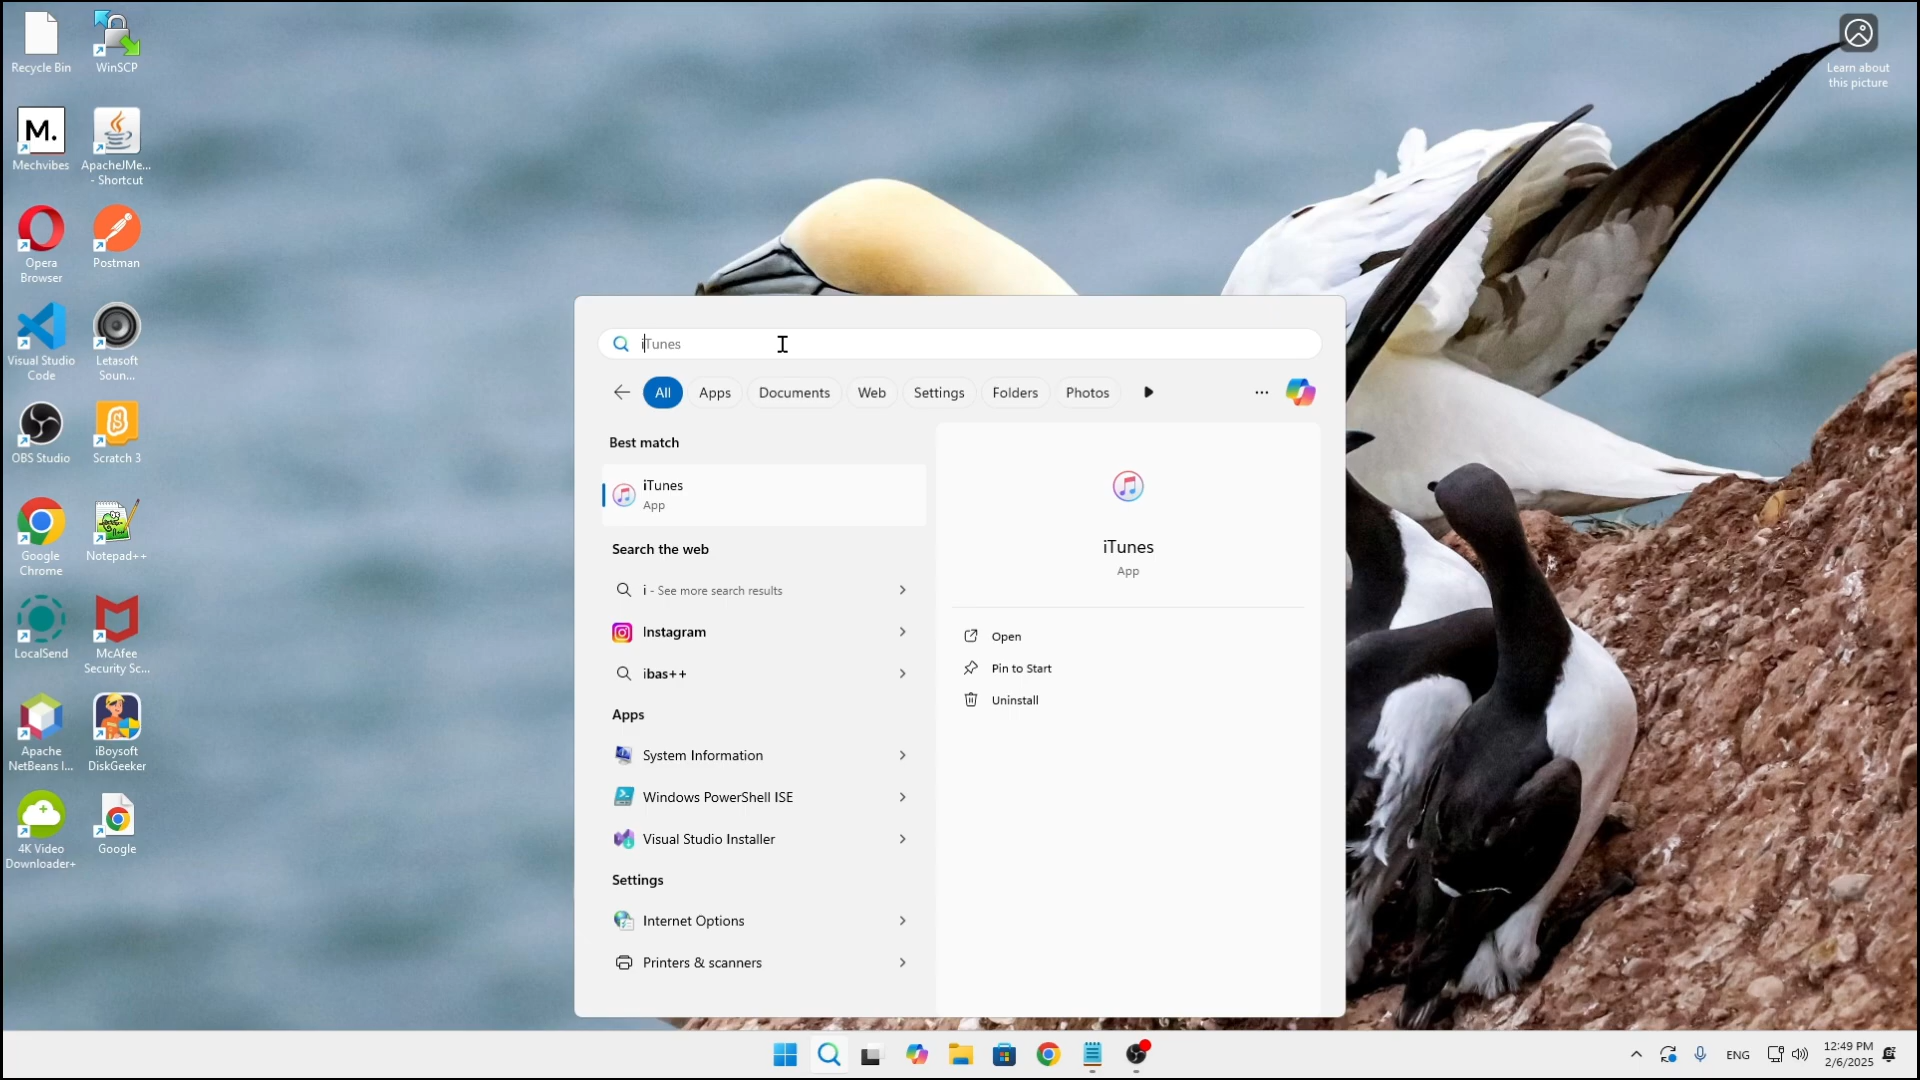 Recycle Bin
WinSCP
Learn about
this picture
M.
Mechvibes
ApacheJMe...
- Shortcut
Opera
Browser
Postman
Visual Studio
Code
Letasoft
Soun...
OBS Studio
Scratch 3
Google
Chrome
Notepad++
LocalSend
McAfee
Security Sc...
Apache
NetBeans I...
iBoysoft
DiskGeeker
4K Video
Downloader+
Google
iTunes
All
Apps
Documents
Web
Settings
Folders
Photos
Best match
iTunes
App
Search the web
i - See more search results
Instagram
ibas++
Apps
System Information
Windows PowerShell ISE
Visual Studio Installer
Settings
Internet Options
Printers & scanners
iTunes
App
Open
Pin to Start
Uninstall
ENG
12:49 PM
2/6/2025